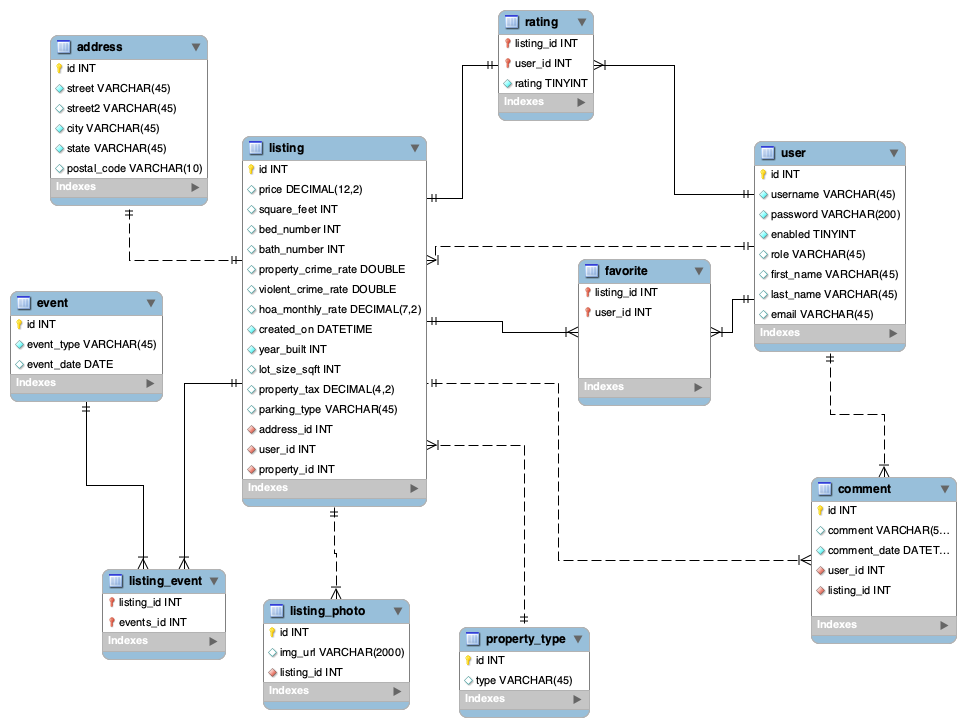 rating
listing_id INT
user_id INT
rating TINYINT
Indexes
address
id INT
street VARCHAR(45)
street2 VARCHAR(45)
city VARCHAR(45)
state VARCHAR(45)
postal_code VARCHAR(10)
Indexes
listing
id INT
price DECIMAL(12,2)
square_feet INT
bed_number INT
bath_number INT
property_crime_rate DOUBLE
violent_crime_rate DOUBLE
hoa_monthly_rate DECIMAL(7,2)
created_on DATETIME
year_built INT
lot_size_sqft INT
property_tax DECIMAL(4,2)
parking_type VARCHAR(45)
address_id INT
user_id INT
property_id INT
Indexes
user
id INT
username VARCHAR(45)
password VARCHAR(200)
enabled TINYINT
role VARCHAR(45)
first_name VARCHAR(45)
last_name VARCHAR(45)
email VARCHAR(45)
Indexes
favorite
listing_id INT
user_id INT
Indexes
event
id INT
event_type VARCHAR(45)
event_date DATE
Indexes
comment
id INT
comment VARCHAR(5...
comment_date DATET...
user_id INT
listing_id INT
Indexes
listing_event
listing_id INT
events_id INT
Indexes
listing_photo
id INT
img_url VARCHAR(2000)
listing_id INT
Indexes
property_type
id INT
type VARCHAR(45)
Indexes